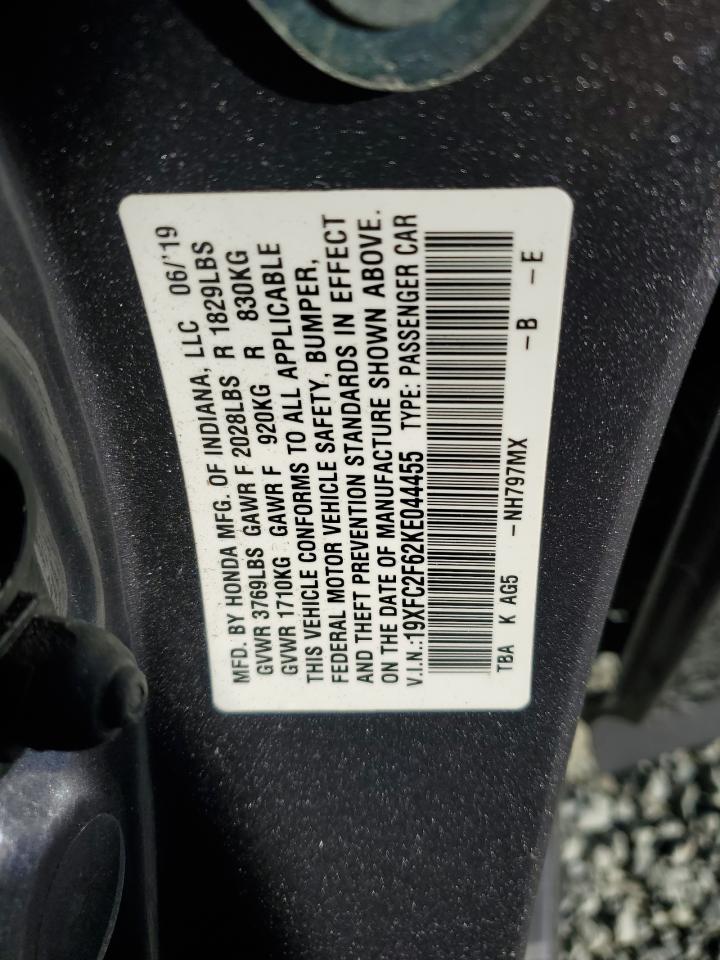 MFD. BY HONDA MFG. OF INDIANA, LLC 06/'19
GVWR 3769LBS GAWR F 2028LBS R 1829LBS
GVWR 1710KG GAWR F 920KG R 830KG
THIS VEHICLE CONFORMS TO ALL APPLICABLE
FEDERAL MOTOR VEHICLE SAFETY, BUMPER,
AND THEFT PREVENTION STANDARDS IN EFFECT
ON THE DATE OF MANUFACTURE SHOWN ABOVE.
V.I.N.:19XFC2F62KE044455 TYPE: PASSENGER CAR
TBA K AG5 -NH797MX -B -E